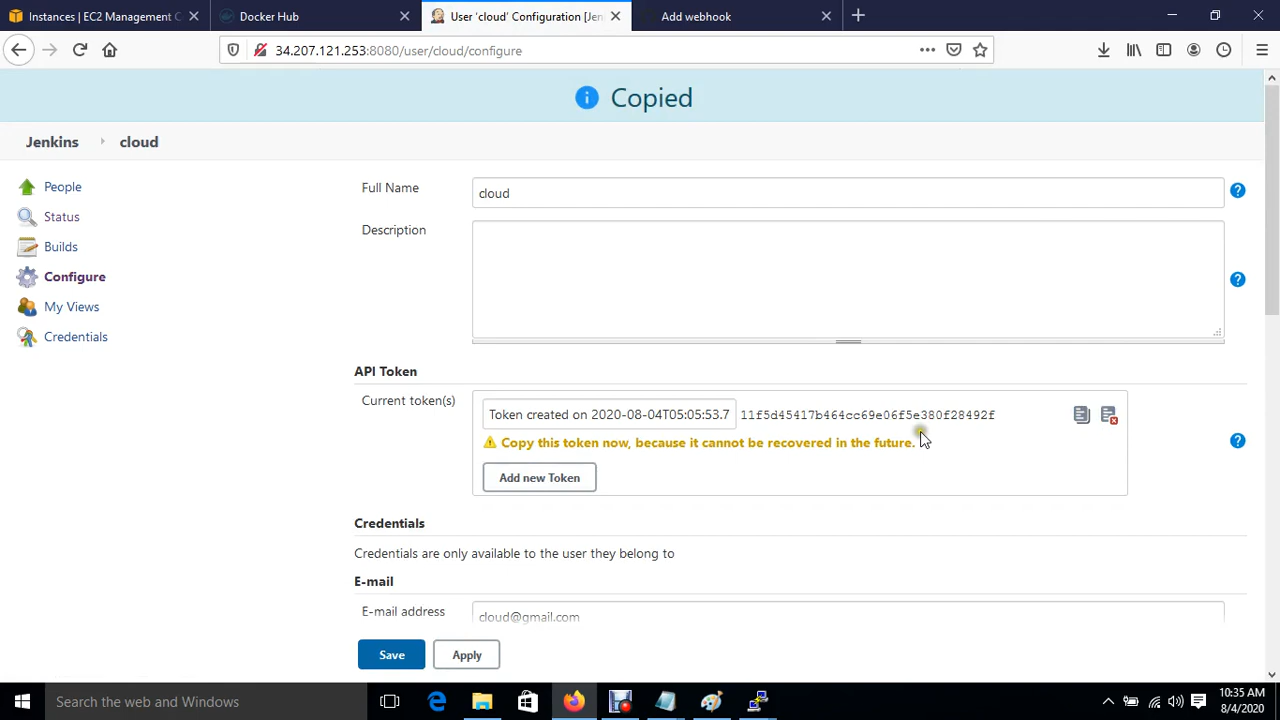 Instances | EC2 Management C
Docker Hub
User 'cloud' Configuration [Jen
Add webhook
34.207.121.253:8080/user/cloud/configure
Copied
Jenkins
cloud
People
Status
Builds
Configure
My Views
Credentials
Full Name
cloud
Description
API Token
Current token(s)
Token created on 2020-08-04T05:05:53.7
11f5d45417b464cc69e06f5e380f28492f
Copy this token now, because it cannot be recovered in the future.
Add new Token
Credentials
Credentials are only available to the user they belong to
E-mail
E-mail address
cloud@gmail.com
Save
Apply
Search the web and Windows
10:35 AM
8/4/2020